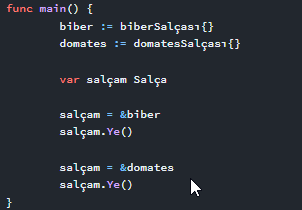 func main() {
biber := biberSalçası{}
domates := domatesSalçası{}
var salçam Salça
salçam = &biber
salçam.Ye()
salçam = &domates
salçam.Ye()
}